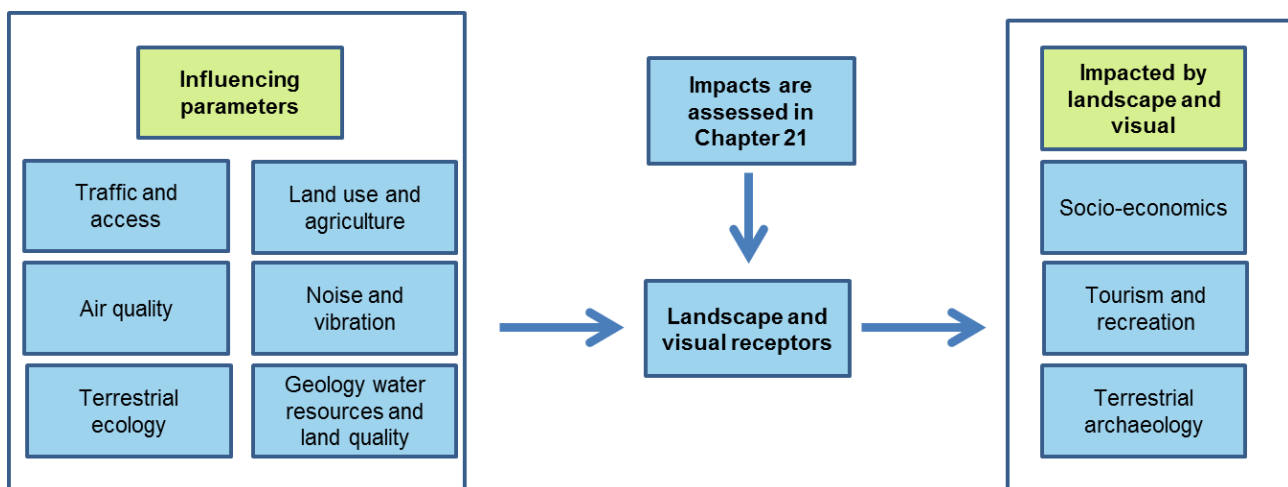 Influencing
parameters
Traffic and
access
Land use and
agriculture
Air quality
Noise and
vibration
Terrestrial
ecology
Geology water
resources and
land quality
Impacts are
assessed in
Chapter 21
Landscape and
visual receptors
Impacted by
landscape and
visual
Socio-economics
Tourism and
recreation
Terrestrial
archaeology